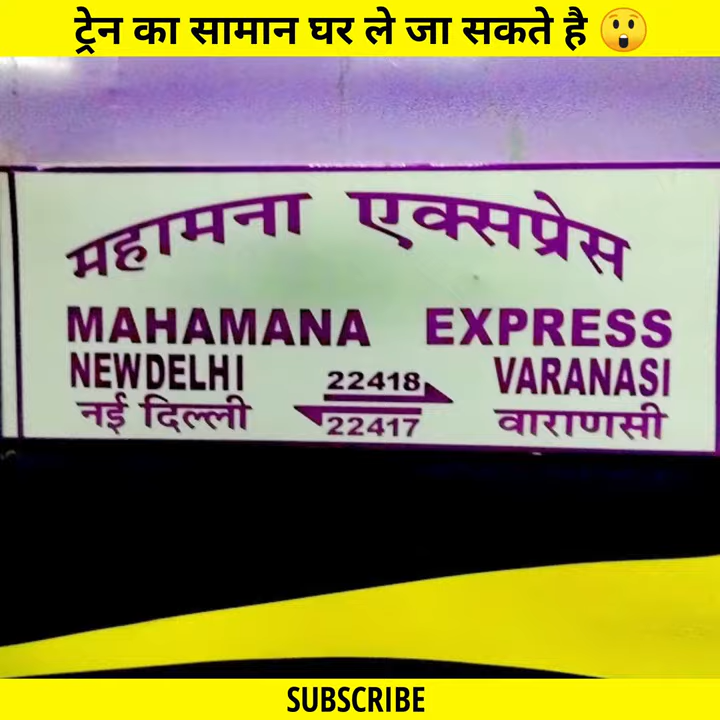 ट्रेन का सामान घर ले जा सकते है 😲
महामना एक्सप्रेस
MAHAMANA EXPRESS
NEWDELHI 22418 VARANASI
नई दिल्ली 22417 वाराणसी
SUBSCRIBE